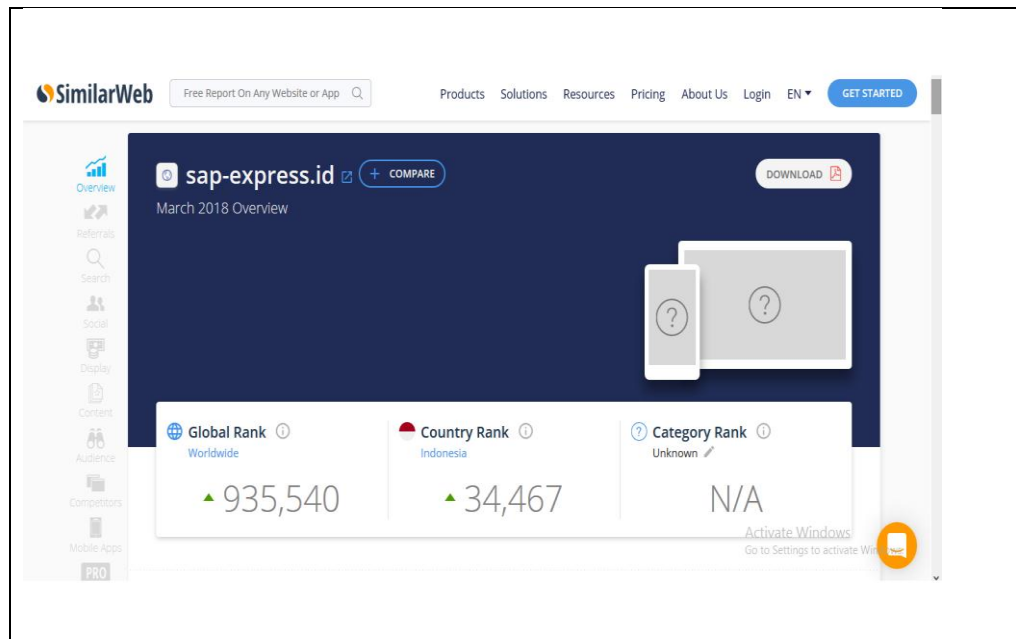 SimilarWeb
Free Report On Any Website or App
Products Solutions Resources Pricing About Us Login EN GET STARTED
Overview
Referrals
Search
Social
Display
Content
Audience
Competitors
Mobile Apps
PRO
sap-express.id + COMPARE
DOWNLOAD
March 2018 Overview
? ?
Global Rank
Worldwide
935,540
Country Rank
Indonesia
34,467
? Category Rank
Unknown
N/A
Activate Windows
Go to Settings to activate